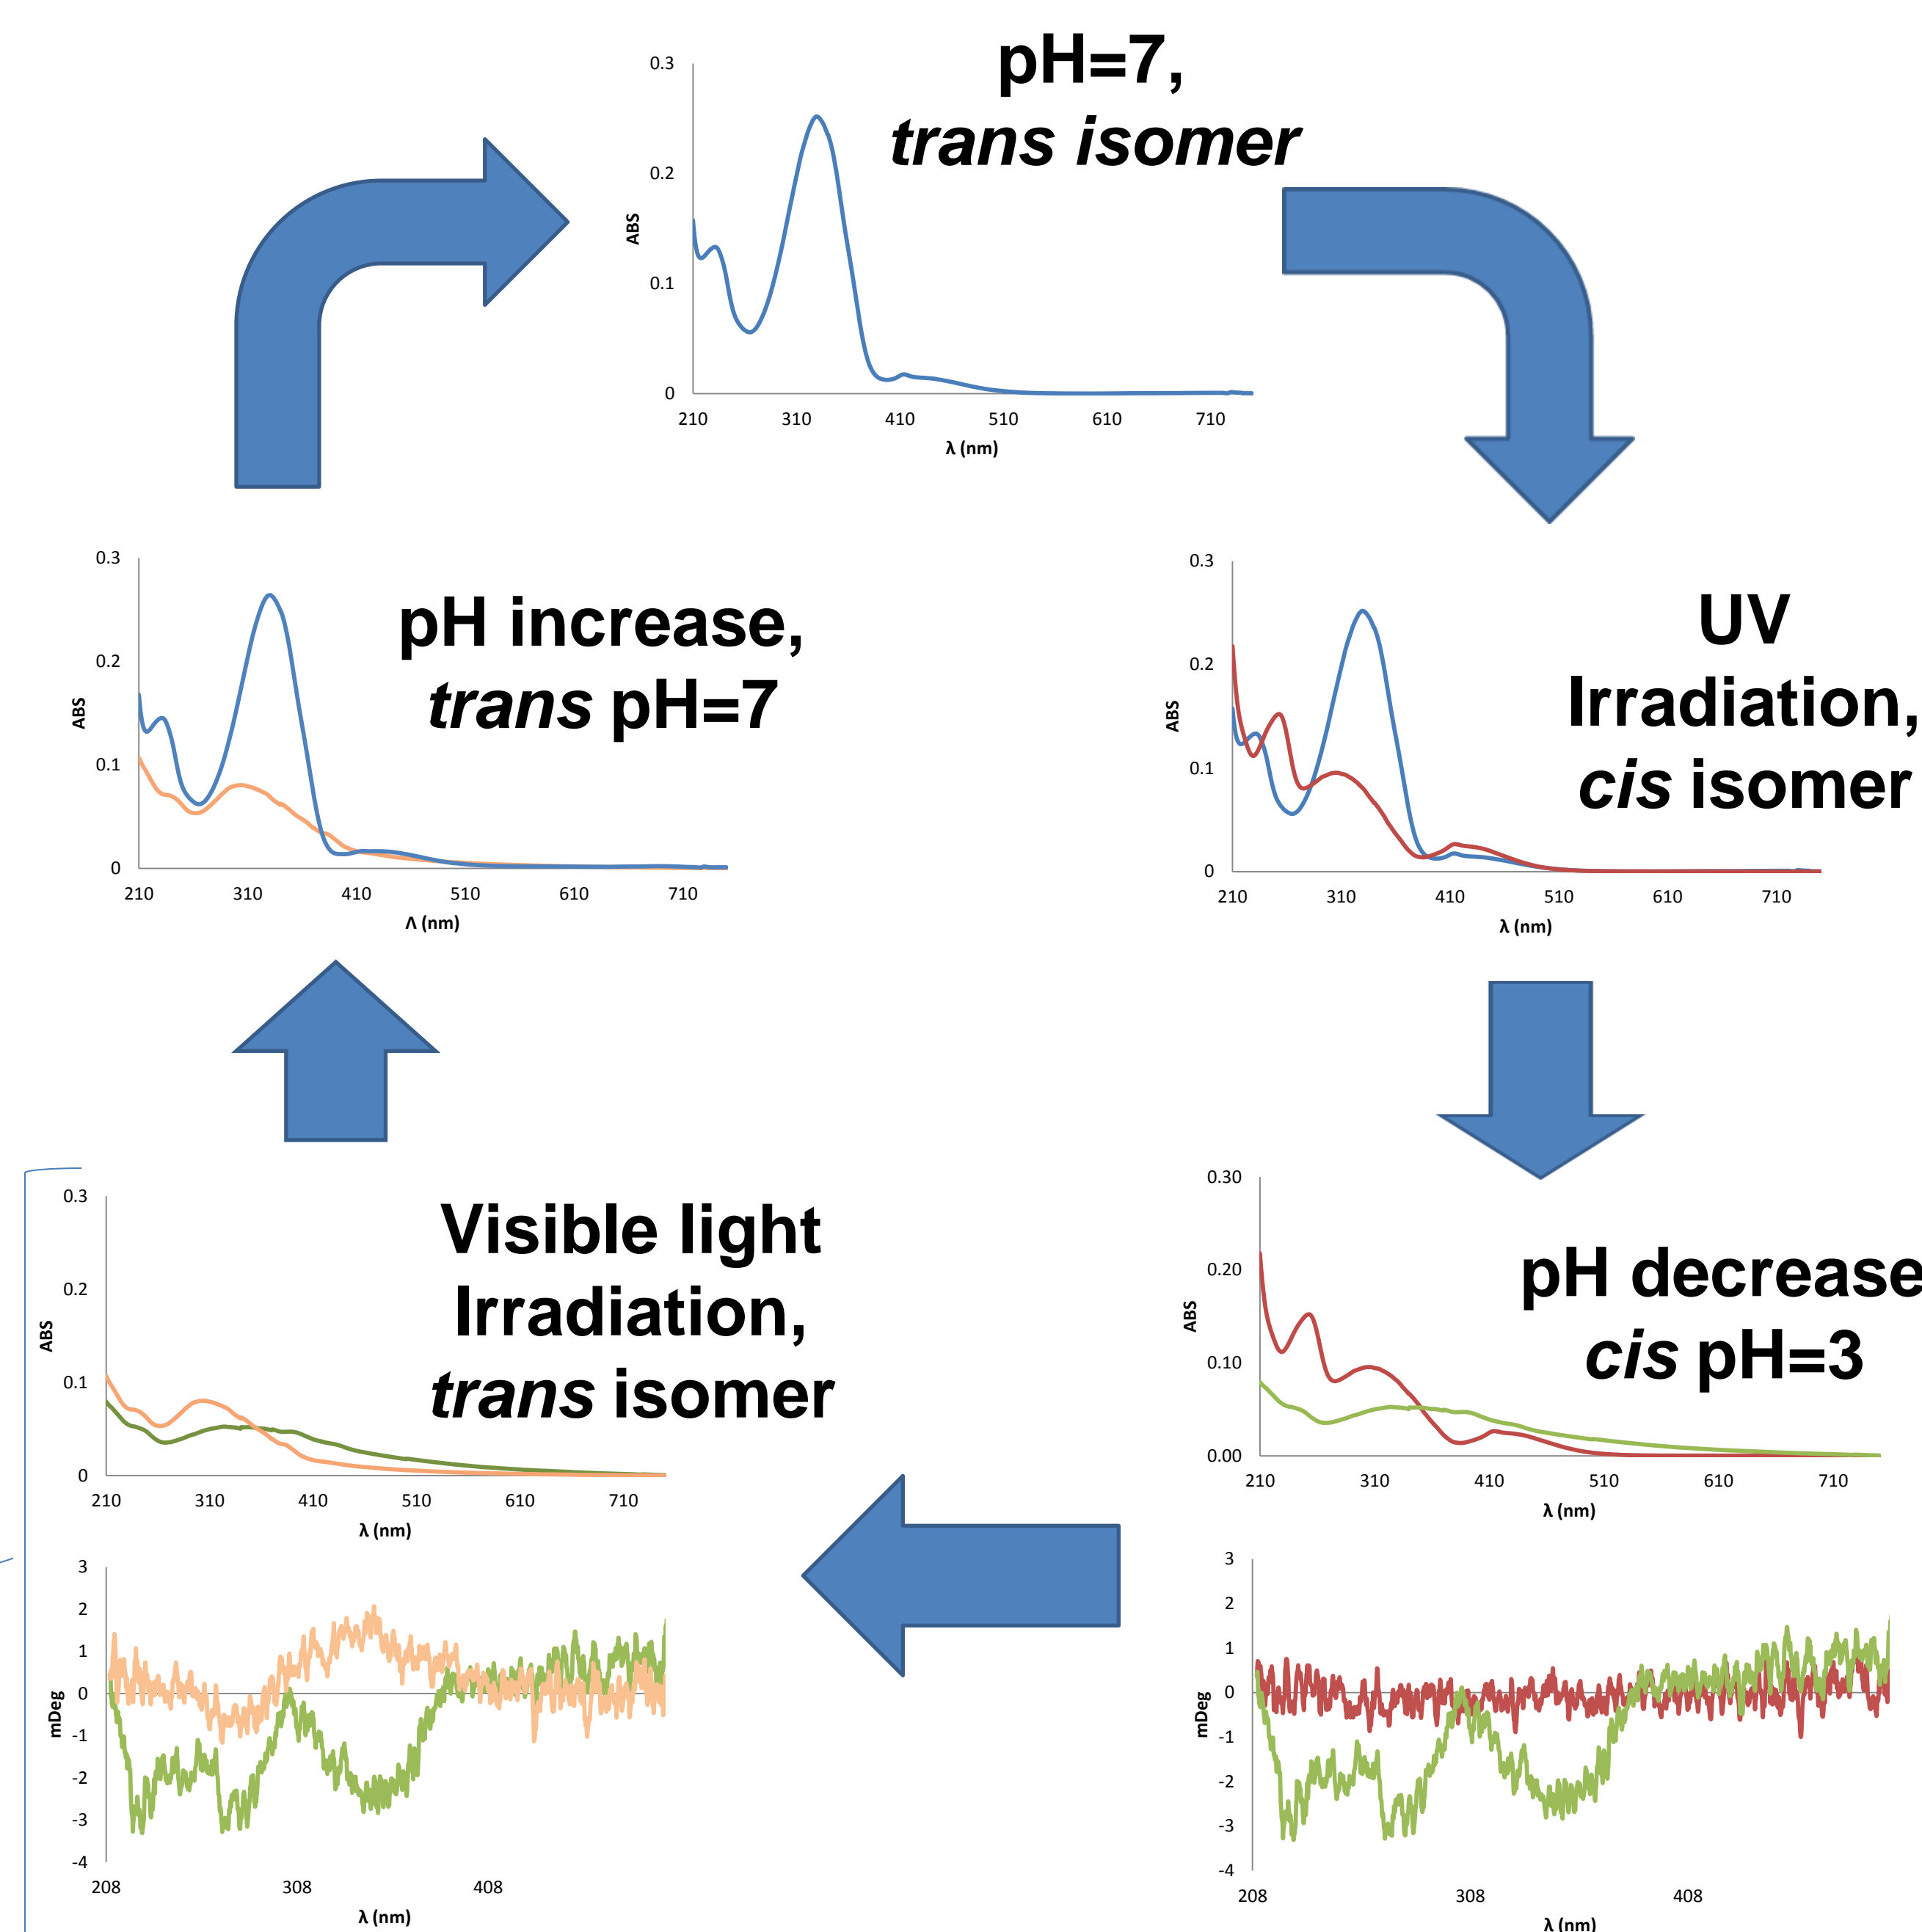 pH=7,
trans isomer
0.3
0.2
0.1
0
ABS
210 310 410 510 610 710
λ (nm)
0.3
0.2
0.1
0
ABS
pH increase,
trans pH=7
210 310 410 510 610 710
Λ (nm)
0.3
0.2
0.1
0
ABS
UV
Irradiation,
cis isomer
210 310 410 510 610 710
λ (nm)
0.3
0.2
0.1
0
ABS
Visible light
Irradiation,
trans isomer
210 310 410 510 610 710
λ (nm)
0.30
0.20
0.10
0.00
ABS
pH decrease
cis pH=3
210 310 410 510 610 710
λ (nm)
3
2
1
0
-1
-2
-3
-4
mDeg
208 308 408
λ (nm)
3
2
1
0
-1
-2
-3
-4
mDeg
208 308 408
λ (nm)